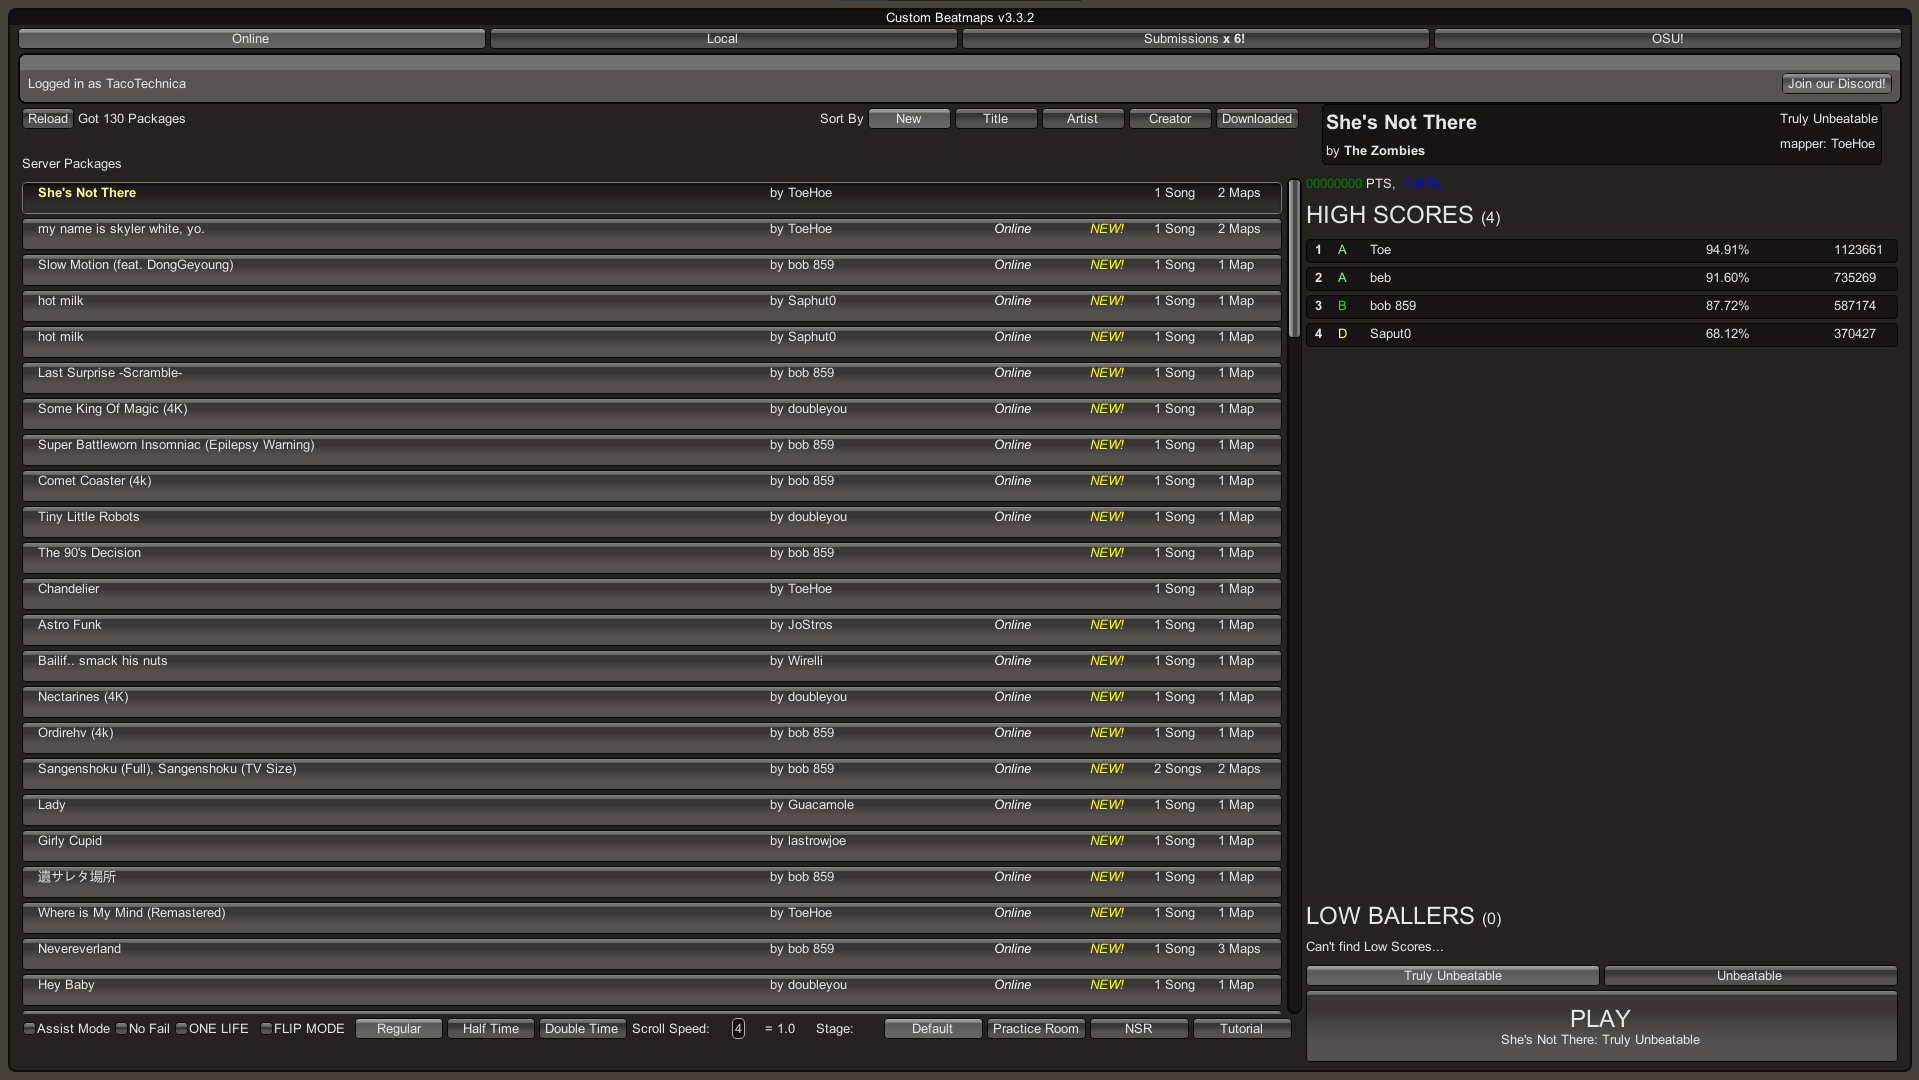 Custom Beatmaps v3.3.2
Online Local Submissions x 6! OSU!
Logged in as TacoTechnica Join our Discord!
Reload Got 130 Packages Sort By New Title Artist Creator Downloaded
Server Packages
She's Not There by ToeHoe 1 Song 2 Maps
my name is skyler white, yo. by ToeHoe Online NEW! 1 Song 2 Maps
Slow Motion (feat. DongGeyoung) by bob 859 Online NEW! 1 Song 1 Map
hot milk by Saphut0 Online NEW! 1 Song 1 Map
hot milk by Saphut0 Online NEW! 1 Song 1 Map
Last Surprise -Scramble- by bob 859 Online NEW! 1 Song 1 Map
Some King Of Magic (4K) by doubleyou Online NEW! 1 Song 1 Map
Super Battleworn Insomniac (Epilepsy Warning) by bob 859 Online NEW! 1 Song 1 Map
Comet Coaster (4k) by bob 859 Online NEW! 1 Song 1 Map
Tiny Little Robots by doubleyou Online NEW! 1 Song 1 Map
The 90's Decision by bob 859 NEW! 1 Song 1 Map
Chandelier by ToeHoe 1 Song 1 Map
Astro Funk by JoStros Online NEW! 1 Song 1 Map
Bailif.. smack his nuts by Wirelli Online NEW! 1 Song 1 Map
Nectarines (4K) by doubleyou Online NEW! 1 Song 1 Map
Ordirehv (4k) by bob 859 Online NEW! 1 Song 1 Map
Sangenshoku (Full), Sangenshoku (TV Size) by bob 859 Online NEW! 2 Songs 2 Maps
Lady by Guacamole Online NEW! 1 Song 1 Map
Girly Cupid by lastrowjoe NEW! 1 Song 1 Map
遺サレタ場所 by bob 859 Online NEW! 1 Song 1 Map
Where is My Mind (Remastered) by ToeHoe Online NEW! 1 Song 1 Map
Nevereverland by bob 859 Online NEW! 1 Song 3 Maps
Hey Baby by doubleyou Online NEW! 1 Song 1 Map
Assist Mode No Fail ONE LIFE FLIP MODE Regular Half Time Double Time Scroll Speed: 4 = 1.0 Stage: Default Practice Room NSR Tutorial
She's Not There Truly Unbeatable
by The Zombies mapper: ToeHoe
00000000 PTS,
HIGH SCORES (4)
1 A Toe 94.91% 1123661
2 A beb 91.60% 735269
3 B bob 859 87.72% 587174
4 D Saput0 68.12% 370427
LOW BALLERS (0)
Can't find Low Scores...
Truly Unbeatable Unbeatable
PLAY
She's Not There: Truly Unbeatable